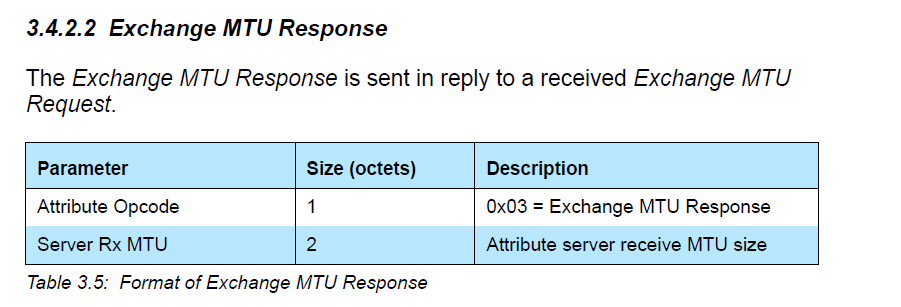 3.4.2.2 Exchange MTU Response
The Exchange MTU Response is sent in reply to a received Exchange MTU
Request.
Parameter Size (octets) Description
Attribute Opcode 1 0x03 = Exchange MTU Response
Server Rx MTU 2 Attribute server receive MTU size
Table 3.5: Format of Exchange MTU Response